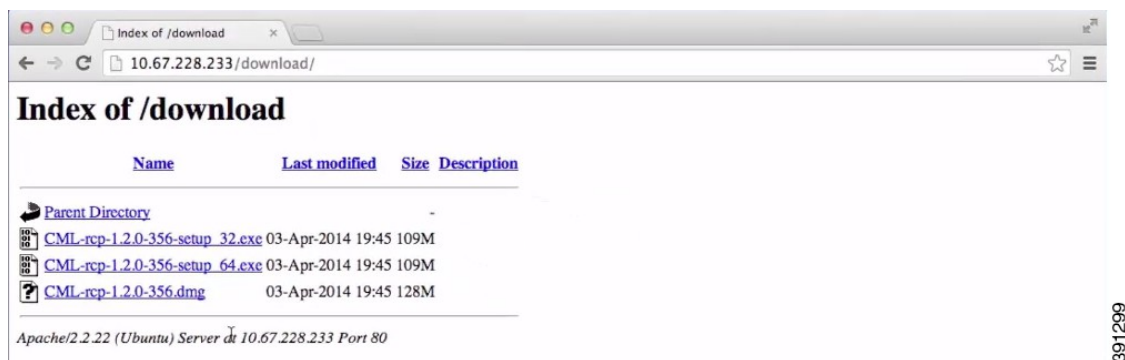 Index of /download
10.67.228.233/download/
Index of /download
Name Last modified Size Description
Parent Directory -
CML-rcp-1.2.0-356-setup_32.exe 03-Apr-2014 19:45 109M
CML-rcp-1.2.0-356-setup_64.exe 03-Apr-2014 19:45 109M
CML-rcp-1.2.0-356.dmg 03-Apr-2014 19:45 128M
Apache/2.2.22 (Ubuntu) Server at 10.67.228.233 Port 80
391299